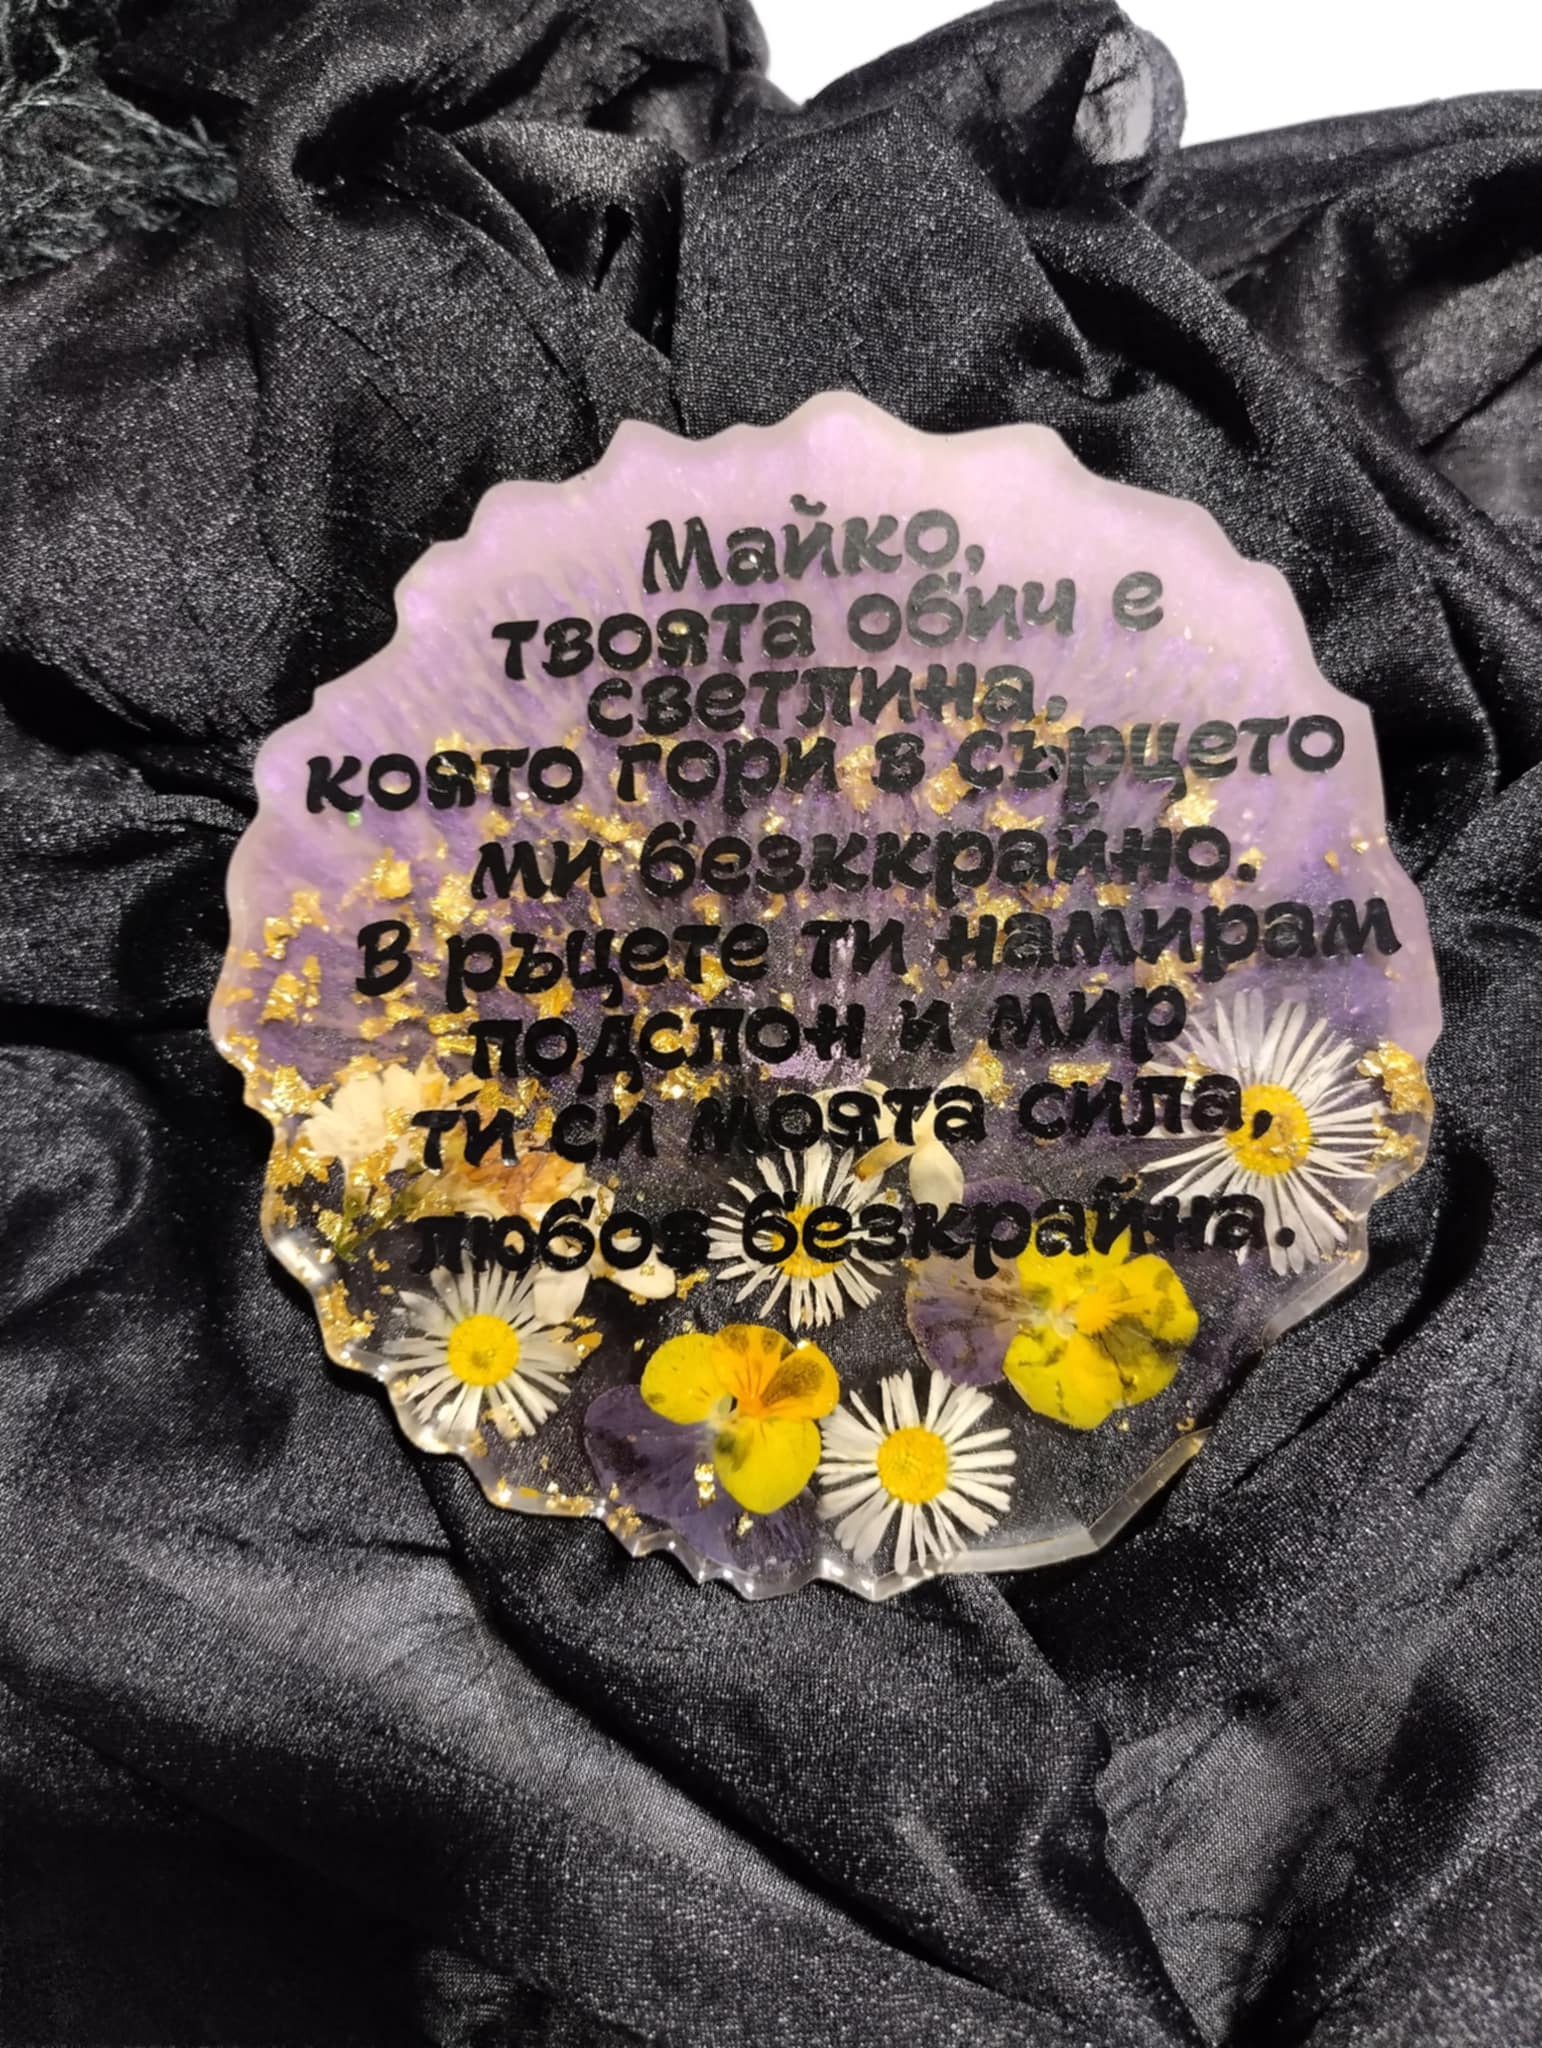 Майко,
твоята обич е
светлина,
която гори в сърцето
ми безккрайно.
В ръцете ти намирам
подслон и мир
ти си моята сила,
любов безкрайна.